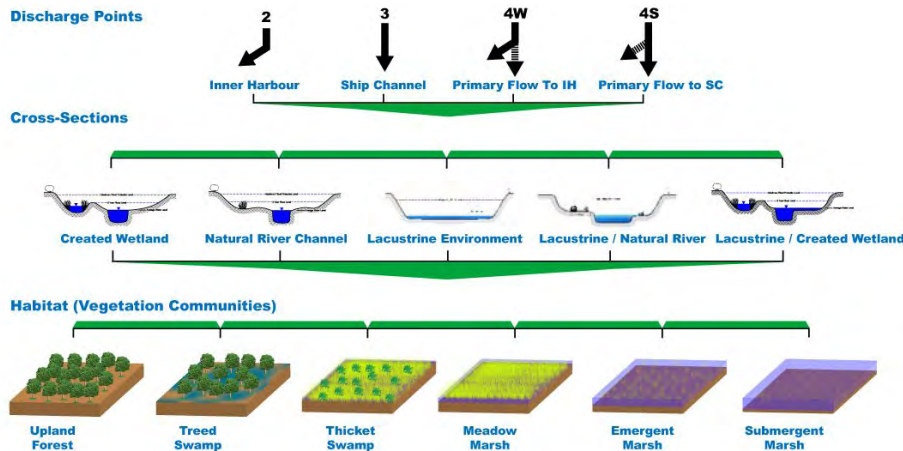 Discharge Points
2 3 4W 4S
Inner Harbour Ship Channel Primary Flow To IH Primary Flow to SC
Cross-Sections
Created Wetland Natural River Channel Lacustrine Environment Lacustrine / Natural River Lacustrine / Created Wetland
Habitat (Vegetation Communities)
Upland Treed Thicket Meadow Emergent Submergent
Forest Swamp Swamp Marsh Marsh Marsh